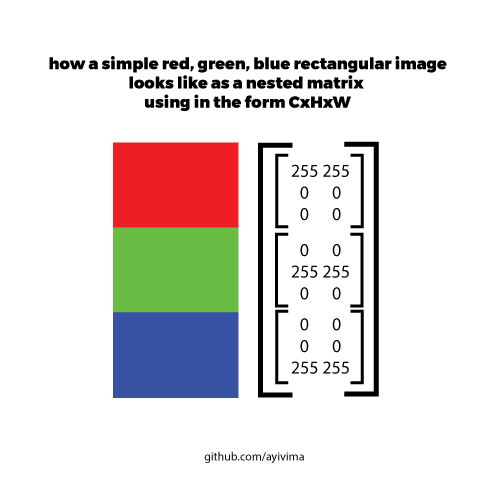 how a simple red, green, blue rectangular image
looks like as a nested matrix
using in the form CxHxW
255 255
0 0
0 0
0 0
255 255
0 0
0 0
0 0
255 255
github.com/ayivima